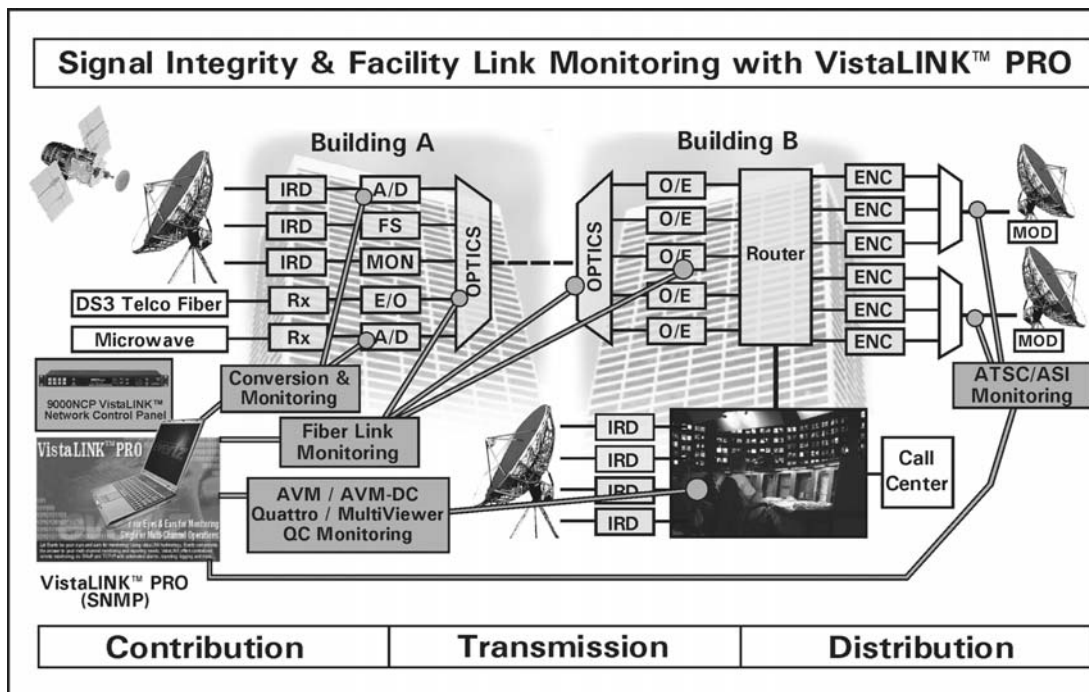 Signal Integrity & Facility Link Monitoring with VistaLINK™ PRO
Building A
Building B
IRD
A/D
IRD
FS
IRD
MON
DS3 Telco Fiber
Rx
E/O
Microwave
Rx
A/D
OPTICS
OPTICS
O/E
O/E
O/E
O/E
O/E
Router
ENC
ENC
ENC
ENC
ENC
ENC
MOD
MOD
9000NCP VistaLINK™
Network Control Panel
Conversion &
Monitoring
Fiber Link
Monitoring
ATSC/ASI
Monitoring
VistaLINK™ PRO
AVM / AVM-DC
Quattro / MultiViewer
QC Monitoring
IRD
IRD
IRD
IRD
Call
Center
VistaLINK™ PRO
(SNMP)
Contribution
Transmission
Distribution